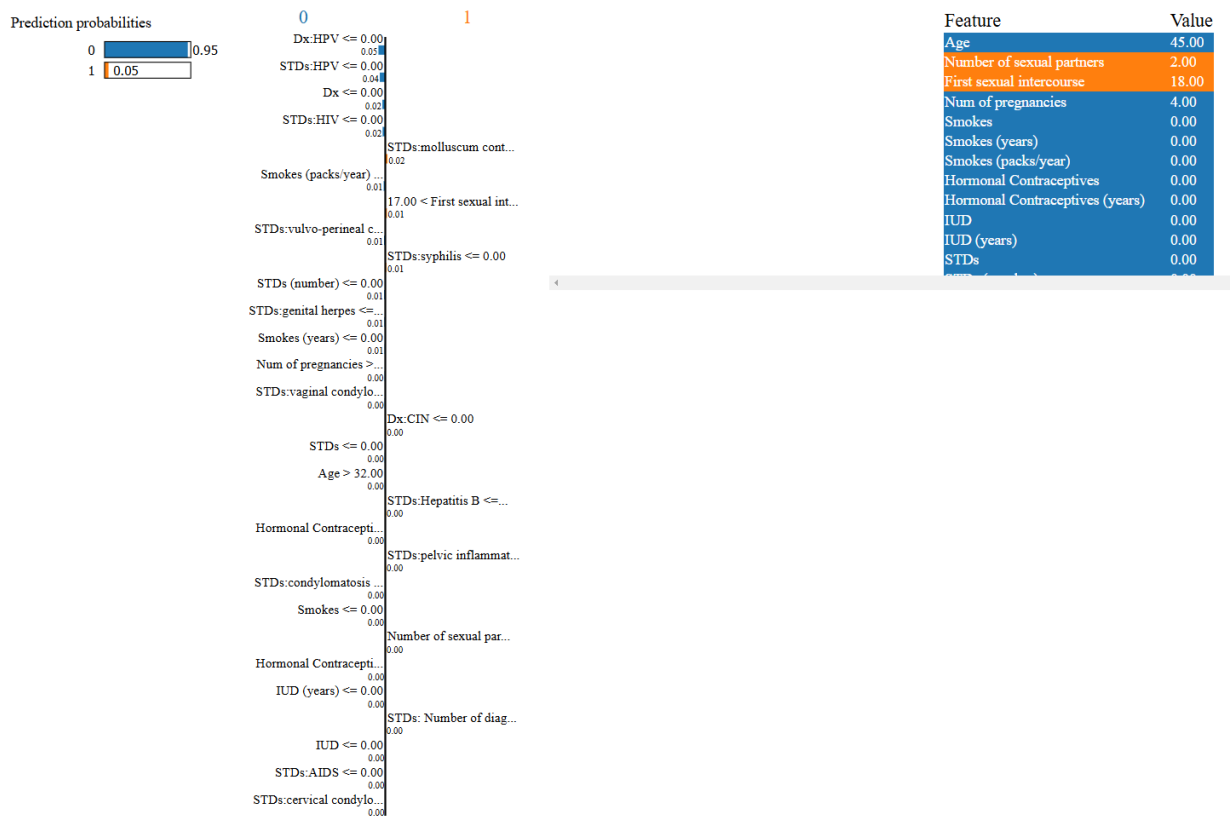 Prediction probabilities
0 0.95
1 0.05
0 1
Dx:HPV <= 0.00
0.05
STDs:HPV <= 0.00
0.04
Dx <= 0.00
0.02
STDs:HIV <= 0.00
0.02
STDs:molluscum cont...
0.02
Smokes (packs/year) ...
0.01
17.00 < First sexual int...
0.01
STDs:vulvo-perineal c...
0.01
STDs:syphilis <= 0.00
0.01
STDs (number) <= 0.00
0.01
STDs:genital herpes <=...
0.01
Smokes (years) <= 0.00
0.01
Num of pregnancies >...
0.00
STDs:vaginal condylo...
0.00
Dx:CIN <= 0.00
0.00
STDs <= 0.00
0.00
Age > 32.00
0.00
STDs:Hepatitis B <=...
0.00
Hormonal Contracepti...
0.00
STDs:pelvic inflammat...
0.00
STDs:condylomatosis ...
0.00
Smokes <= 0.00
0.00
Number of sexual par...
0.00
Hormonal Contracepti...
0.00
IUD (years) <= 0.00
0.00
STDs: Number of diag...
0.00
IUD <= 0.00
0.00
STDs:AIDS <= 0.00
0.00
STDs:cervical condylo...
0.00
Feature Value
Age 45.00
Number of sexual partners 2.00
First sexual intercourse 18.00
Num of pregnancies 4.00
Smokes 0.00
Smokes (years) 0.00
Smokes (packs/year) 0.00
Hormonal Contraceptives 0.00
Hormonal Contraceptives (years) 0.00
IUD 0.00
IUD (years) 0.00
STDs 0.00